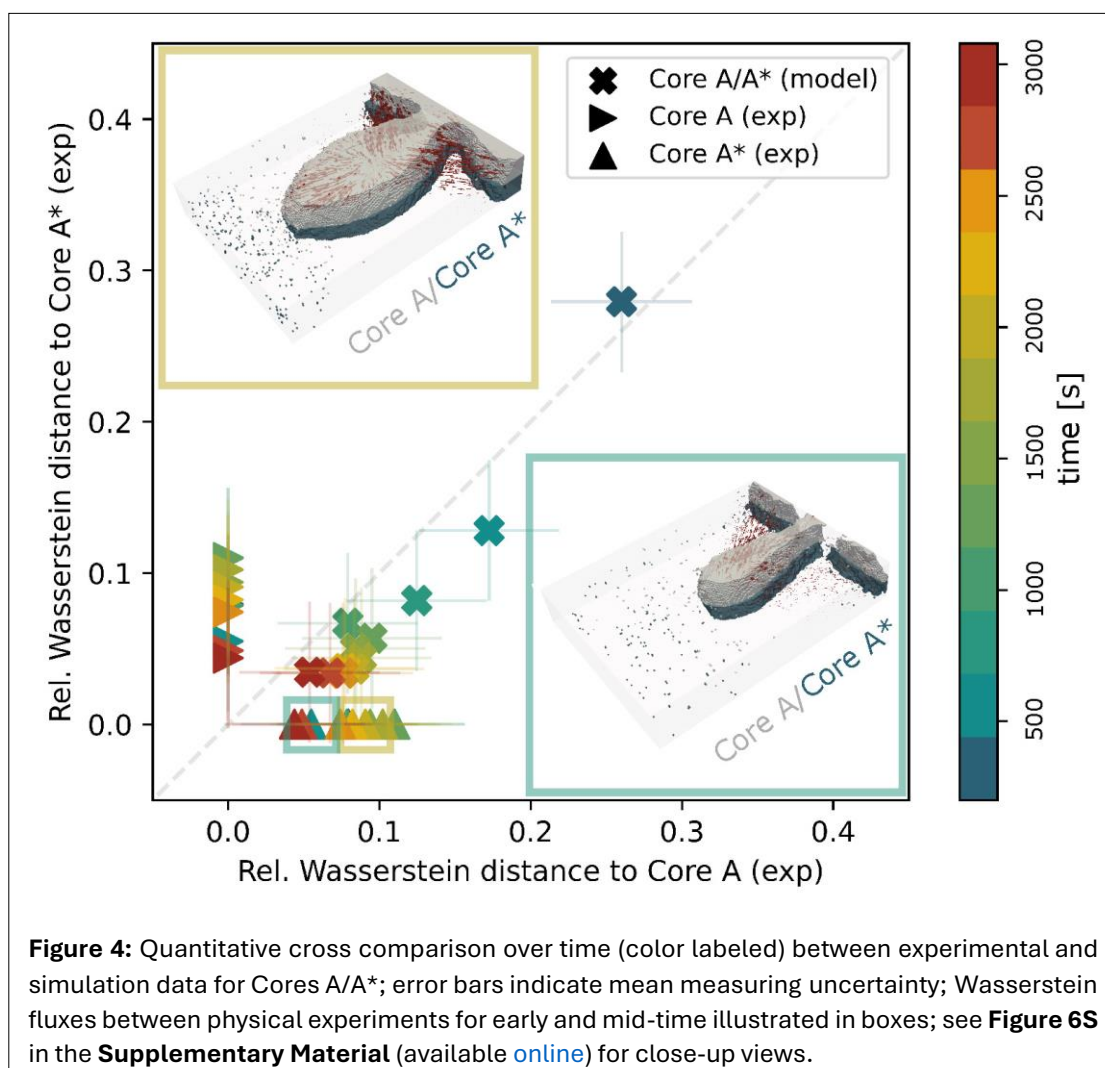 Rel. Wasserstein distance to Core A* (exp)
0.4
0.3
0.2
0.1
0.0
Core A/A* (model)
Core A (exp)
Core A* (exp)
Core A/Core A*
Core A/Core A*
0.0 0.1 0.2 0.3 0.4
Rel. Wasserstein distance to Core A (exp)
3000
2500
2000
1500
1000
500
time [s]
Figure 4: Quantitative cross comparison over time (color labeled) between experimental and
simulation data for Cores A/A*; error bars indicate mean measuring uncertainty; Wasserstein
fluxes between physical experiments for early and mid-time illustrated in boxes; see Figure 6S
in the Supplementary Material (available online) for close-up views.